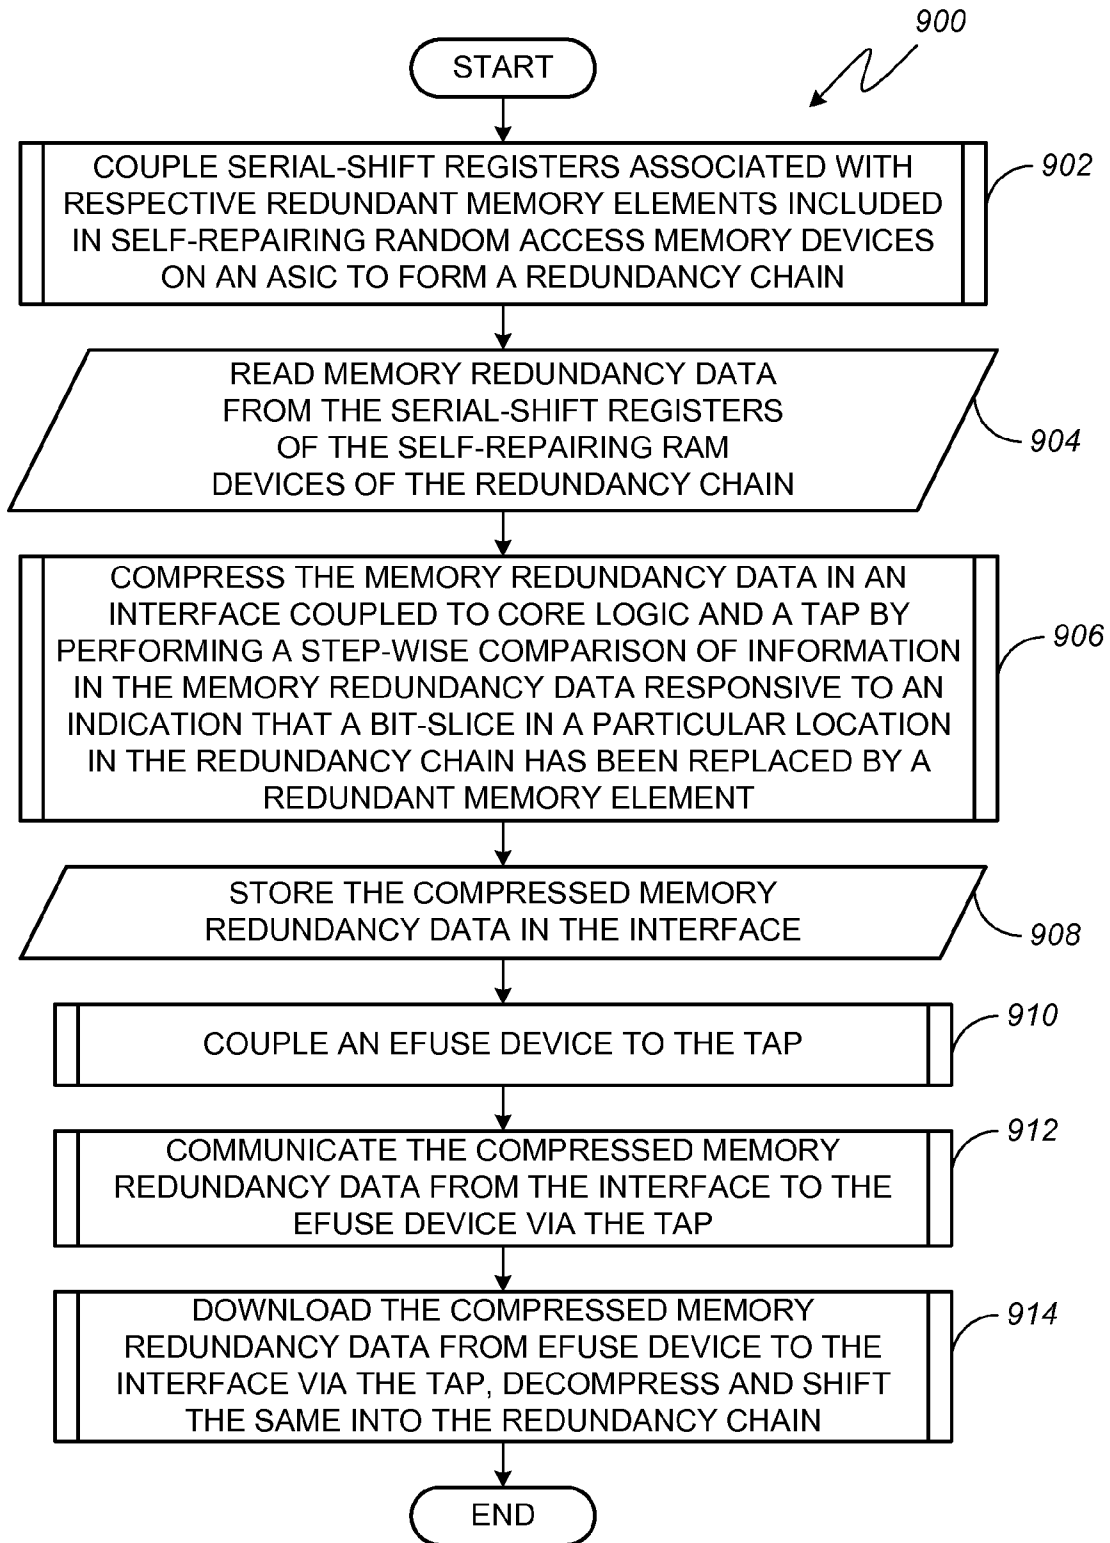 900
START
COUPLE SERIAL-SHIFT REGISTERS ASSOCIATED WITH
RESPECTIVE REDUNDANT MEMORY ELEMENTS INCLUDED
IN SELF-REPAIRING RANDOM ACCESS MEMORY DEVICES
ON AN ASIC TO FORM A REDUNDANCY CHAIN
902
READ MEMORY REDUNDANCY DATA
FROM THE SERIAL-SHIFT REGISTERS
OF THE SELF-REPAIRING RAM
DEVICES OF THE REDUNDANCY CHAIN
904
COMPRESS THE MEMORY REDUNDANCY DATA IN AN
INTERFACE COUPLED TO CORE LOGIC AND A TAP BY
PERFORMING A STEP-WISE COMPARISON OF INFORMATION
IN THE MEMORY REDUNDANCY DATA RESPONSIVE TO AN
INDICATION THAT A BIT-SLICE IN A PARTICULAR LOCATION
IN THE REDUNDANCY CHAIN HAS BEEN REPLACED BY A
REDUNDANT MEMORY ELEMENT
906
STORE THE COMPRESSED MEMORY
REDUNDANCY DATA IN THE INTERFACE
908
COUPLE AN EFUSE DEVICE TO THE TAP
910
COMMUNICATE THE COMPRESSED MEMORY
REDUNDANCY DATA FROM THE INTERFACE TO THE
EFUSE DEVICE VIA THE TAP
912
DOWNLOAD THE COMPRESSED MEMORY
REDUNDANCY DATA FROM EFUSE DEVICE TO THE
INTERFACE VIA THE TAP, DECOMPRESS AND SHIFT
THE SAME INTO THE REDUNDANCY CHAIN
914
END